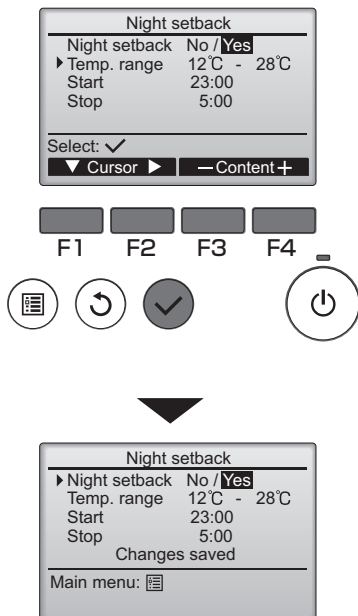 Night setback
Night setback No / Yes
Temp. range 12℃ - 28℃
Start 23:00
Stop 5:00
Select: ✓
▼ Cursor ▶ — Content +
F1 F2 F3 F4
Night setback
Night setback No / Yes
Temp. range 12℃ - 28℃
Start 23:00
Stop 5:00
Changes saved
Main menu: